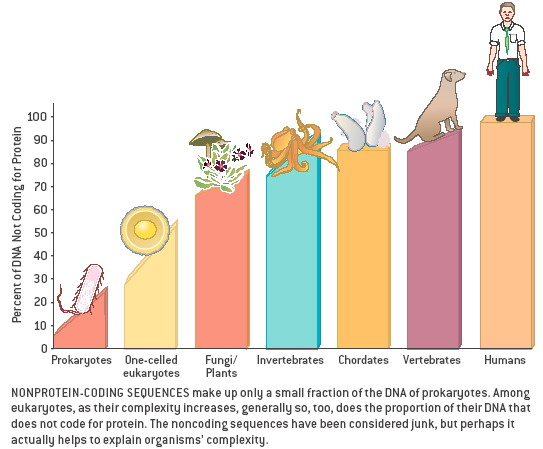 Percent of DNA Not Coding for Protein
100
90
80
70
60
50
40
30
20
10
0
Prokaryotes
One-celled
eukaryotes
Fungi/
Plants
Invertebrates
Chordates
Vertebrates
Humans
NONPROTEIN-CODING SEQUENCES make up only a small fraction of the DNA of prokaryotes. Among
eukaryotes, as their complexity increases, generally so, too, does the proportion of their DNA that
does not code for protein. The noncoding sequences have been considered junk, but perhaps it
actually helps to explain organisms' complexity.